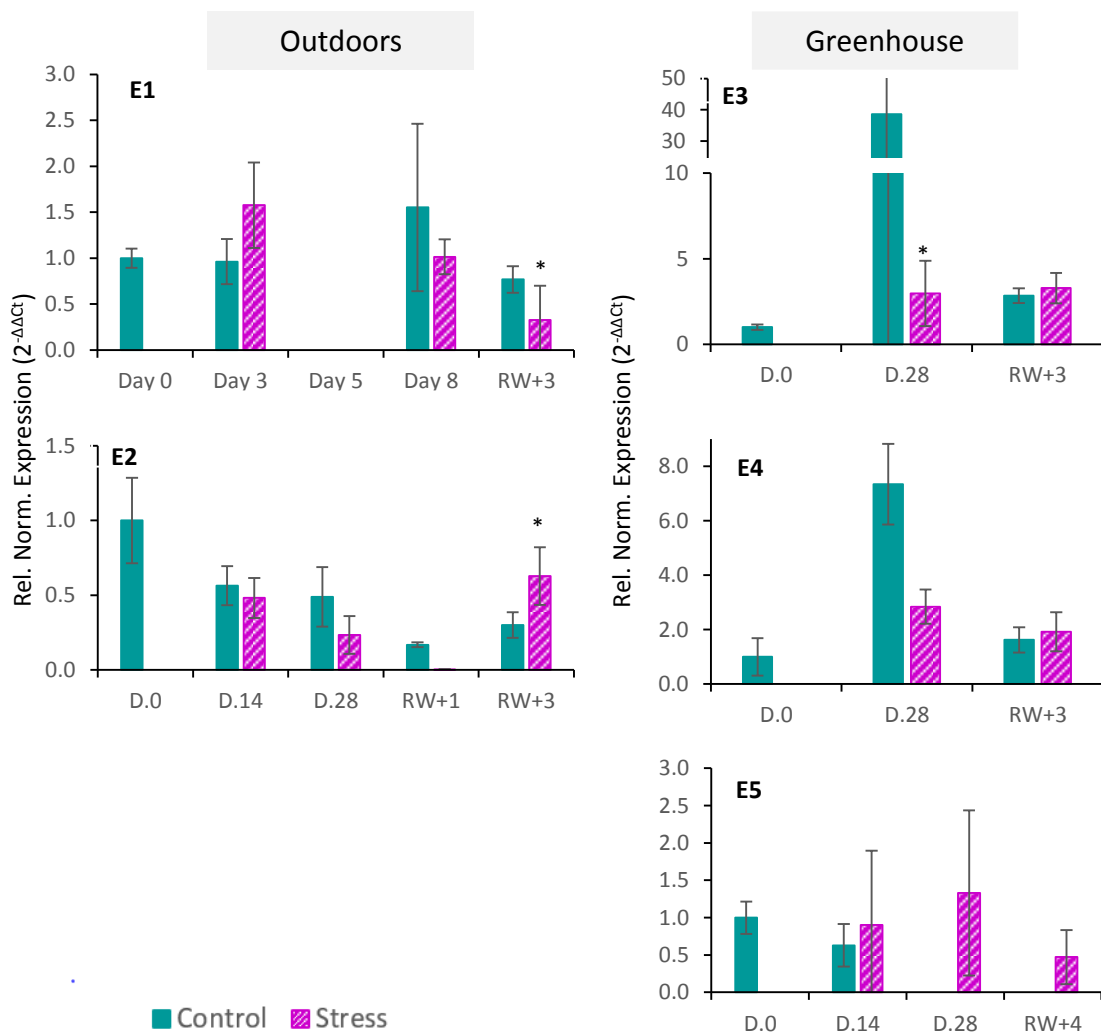 Outdoors
Greenhouse
Rel. Norm. Expression (2^-ΔΔCt)
E1
3.0
2.5
2.0
1.5
1.0
0.5
0.0
*
Day 0 Day 3 Day 5 Day 8 RW+3
E2
1.5
1.0
0.5
0.0
*
D.0 D.14 D.28 RW+1 RW+3
Rel. Norm. Expression (2^-ΔΔCt)
E3
50
40
30
10
5
0
*
D.0 D.28 RW+3
E4
8.0
6.0
4.0
2.0
0.0
D.0 D.28 RW+3
E5
3.0
2.5
2.0
1.5
1.0
0.5
0.0
D.0 D.14 D.28 RW+4
Control Stress